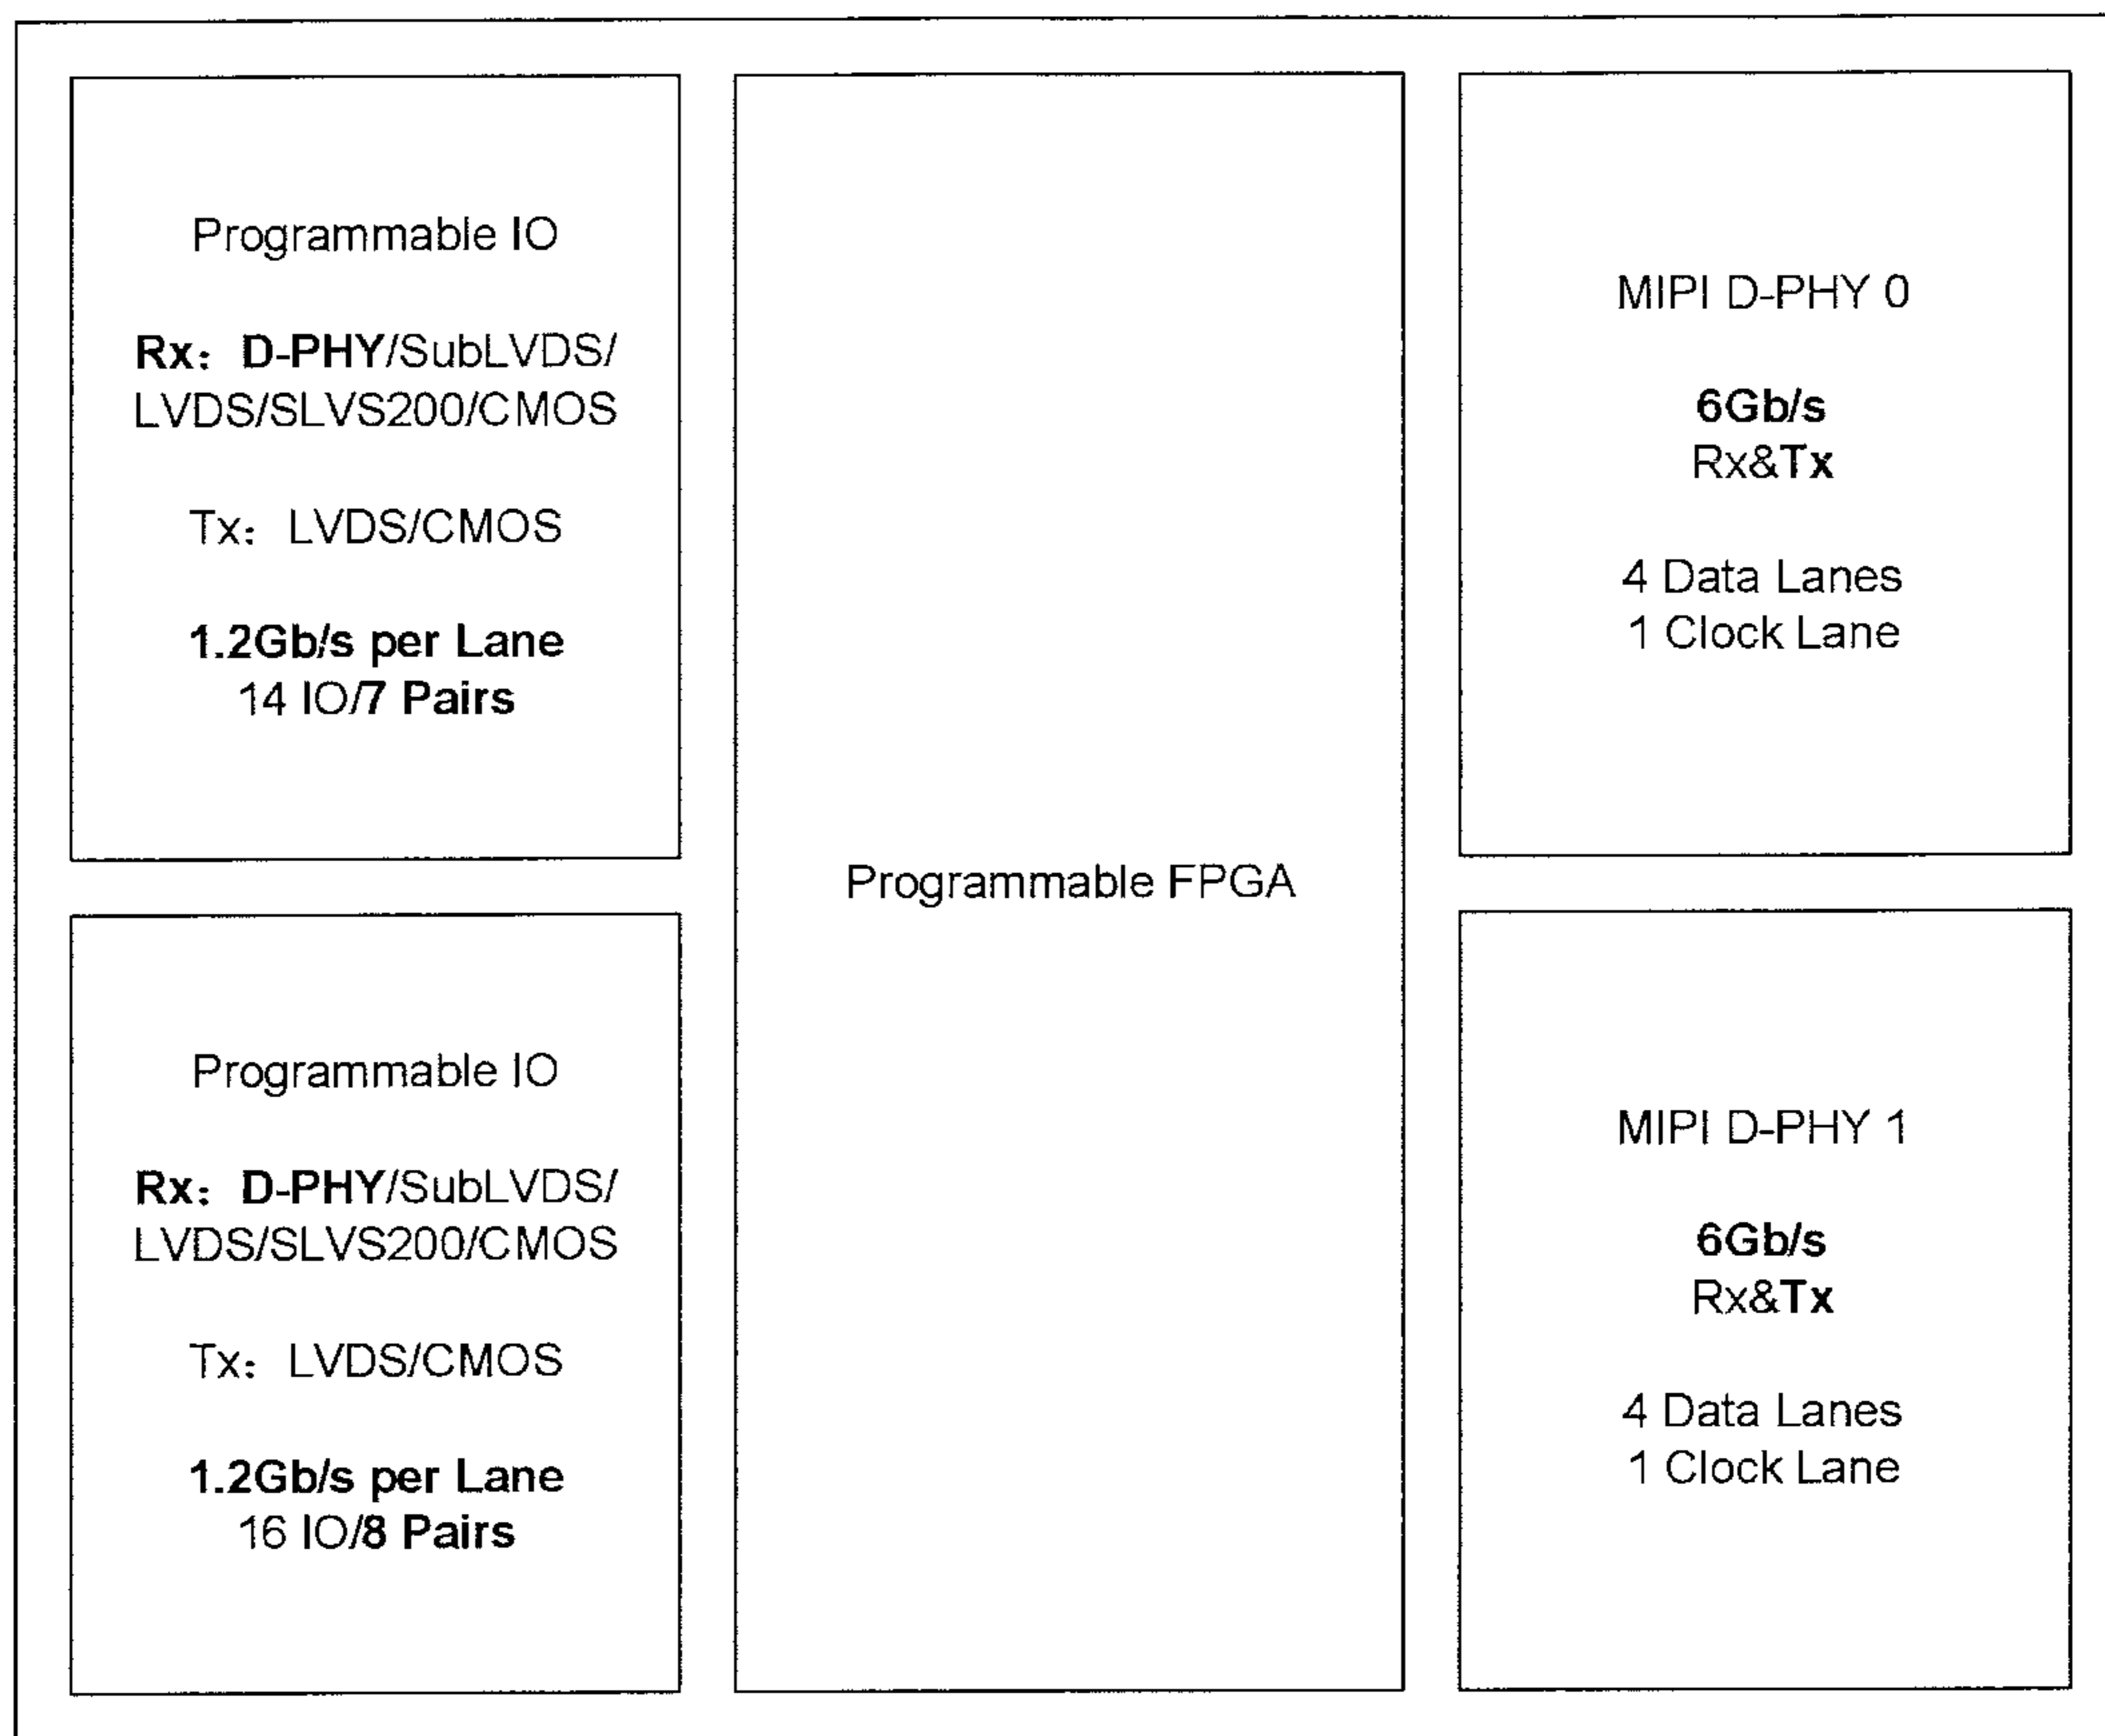 Programmable IO
Rx：D-PHY/SubLVDS/
LVDS/SLVS200/CMOS
Tx：LVDS/CMOS
1.2Gb/s per Lane
14 IO/7 Pairs
Programmable IO
Rx：D-PHY/SubLVDS/
LVDS/SLVS200/CMOS
Tx：LVDS/CMOS
1.2Gb/s per Lane
16 IO/8 Pairs
Programmable FPGA
MIPI D-PHY 0
6Gb/s
Rx&Tx
4 Data Lanes
1 Clock Lane
MIPI D-PHY 1
6Gb/s
Rx&Tx
4 Data Lanes
1 Clock Lane